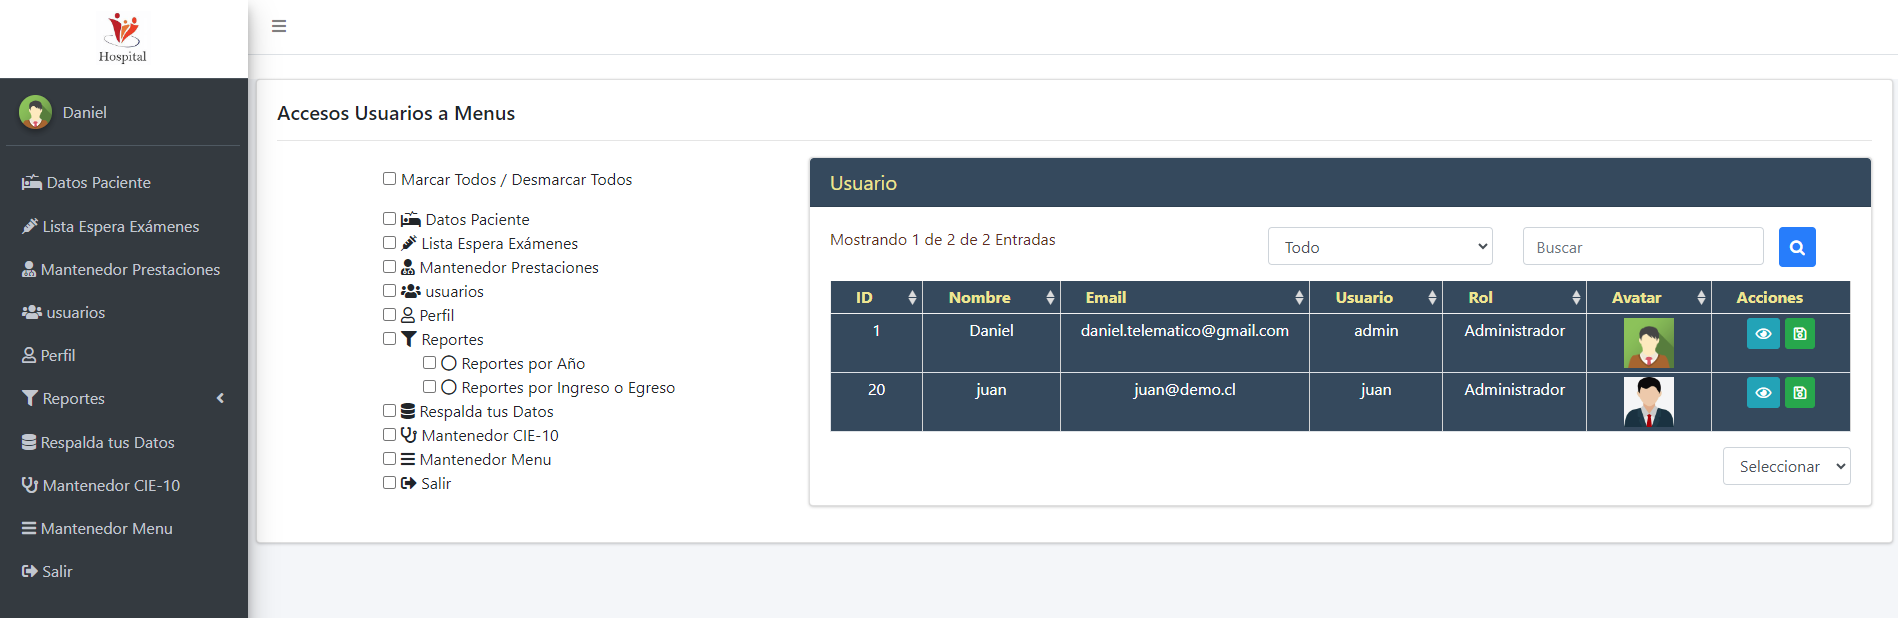 Hospital
Daniel
Datos Paciente
Lista Espera Exámenes
Mantenedor Prestaciones
usuarios
Perfil
Reportes
Respalda tus Datos
Mantenedor CIE-10
Mantenedor Menu
Salir
Accesos Usuarios a Menus
Marcar Todos / Desmarcar Todos
Datos Paciente
Lista Espera Exámenes
Mantenedor Prestaciones
usuarios
Perfil
Reportes
Reportes por Año
Reportes por Ingreso o Egreso
Respalda tus Datos
Mantenedor CIE-10
Mantenedor Menu
Salir
Usuario
Mostrando 1 de 2 de 2 Entradas
Todo
Buscar
ID Nombre Email Usuario Rol Avatar Acciones
1 Daniel daniel.telematico@gmail.com admin Administrador
20 juan juan@demo.cl juan Administrador
Seleccionar